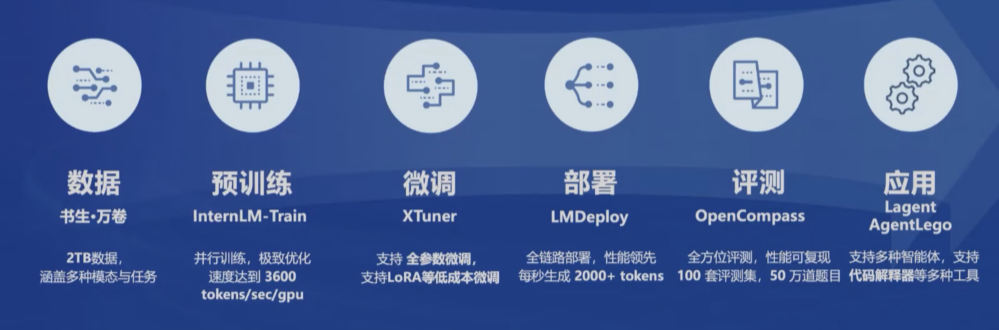 数据
书生·万卷
2TB数据，
涵盖多种模态与任务
预训练
InternLM-Train
并行训练，极致优化
速度达到 3600
tokens/sec/gpu
微调
XTuner
支持 全参数微调，
支持LoRA等低成本微调
部署
LMDeploy
全链路部署，性能领先
每秒生成 2000+ tokens
评测
OpenCompass
全方位评测，性能可复现
100 套评测集，50 万道题目
应用
Lagent
AgentLego
支持多种智能体，支持
代码解释器等多种工具